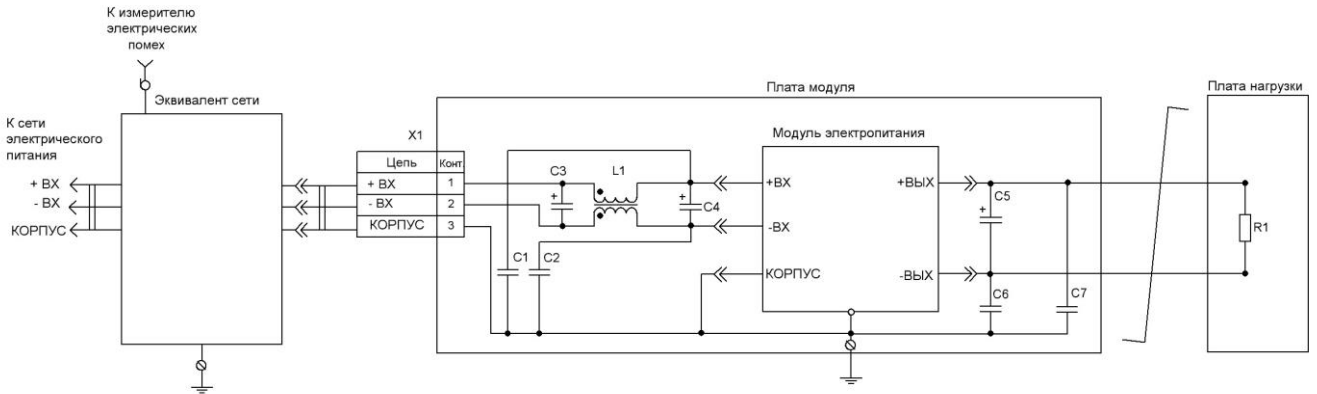 К измерителю
электрических
помех
Эквивалент сети
К сети
электрического
питания
+ ВХ
- ВХ
КОРПУС
X1
Цепь Конт.
+ ВХ 1
- ВХ 2
КОРПУС 3
Плата модуля
C3
+
L1
+
C4
C1
C2
Модуль электропитания
+ВХ
-ВХ
КОРПУС
+ВЫХ
-ВЫХ
C5
+
C6
C7
Плата нагрузки
R1